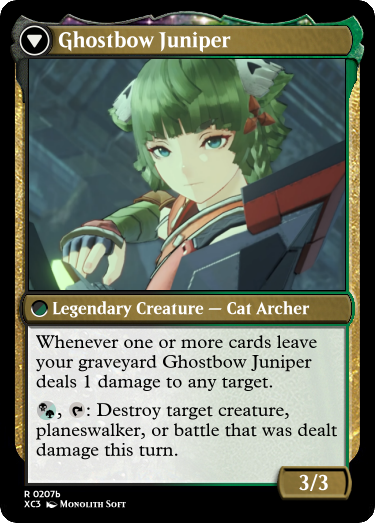 Ghostbow Juniper
Legendary Creature — Cat Archer
Whenever one or more cards leave
your graveyard Ghostbow Juniper
deals 1 damage to any target.
, : Destroy target creature,
planeswalker, or battle that was dealt
damage this turn.
3/3
R 0207b
XC3 Monolith Soft